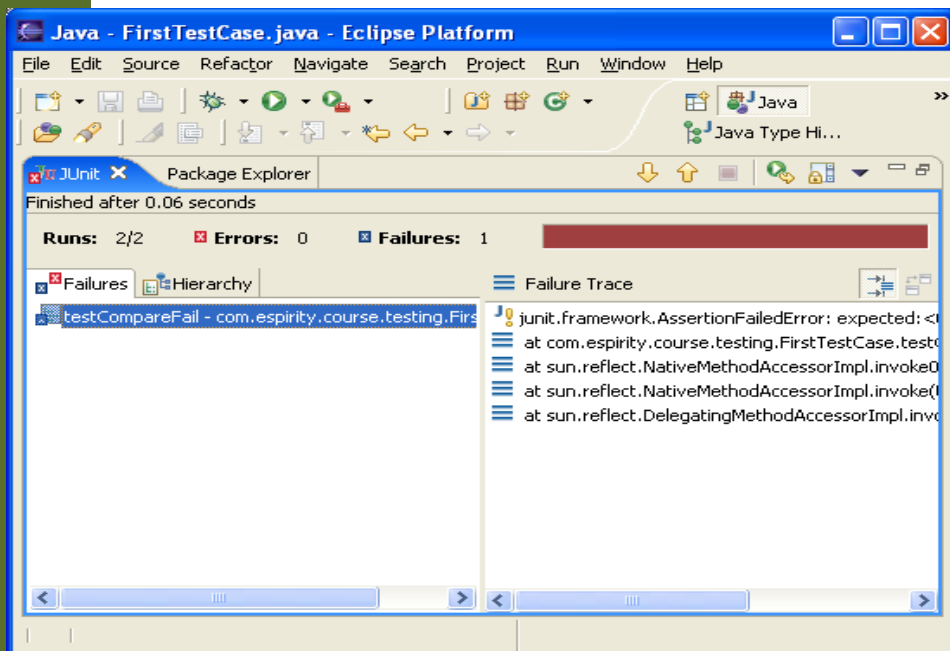 Java - FirstTestCase.java - Eclipse Platform
File Edit Source Refactor Navigate Search Project Run Window Help
Java
Java Type Hi...
JUnit Package Explorer
Finished after 0.06 seconds
Runs: 2/2 Errors: 0 Failures: 1
Failures Hierarchy
Failure Trace
testCompareFail - com.espirity.course.testing.Firs
junit.framework.AssertionFailedError: expected:<
at com.espirity.course.testing.FirstTestCase.test
at sun.reflect.NativeMethodAccessorImpl.invoke0
at sun.reflect.NativeMethodAccessorImpl.invoke(
at sun.reflect.DelegatingMethodAccessorImpl.inv